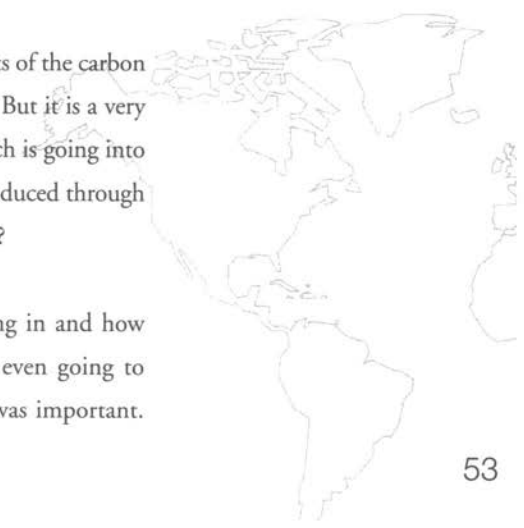 ts of the carbon
But it is a very
ch is going into
duced through
?
ng in and how
even going to
was important.
53